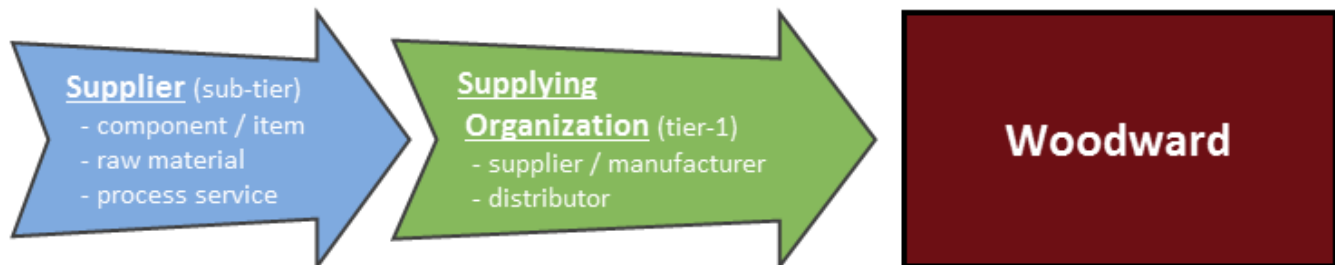 Supplier (sub-tier)
- component / item
- raw material
- process service
Supplying
Organization (tier-1)
- supplier / manufacturer
- distributor
Woodward